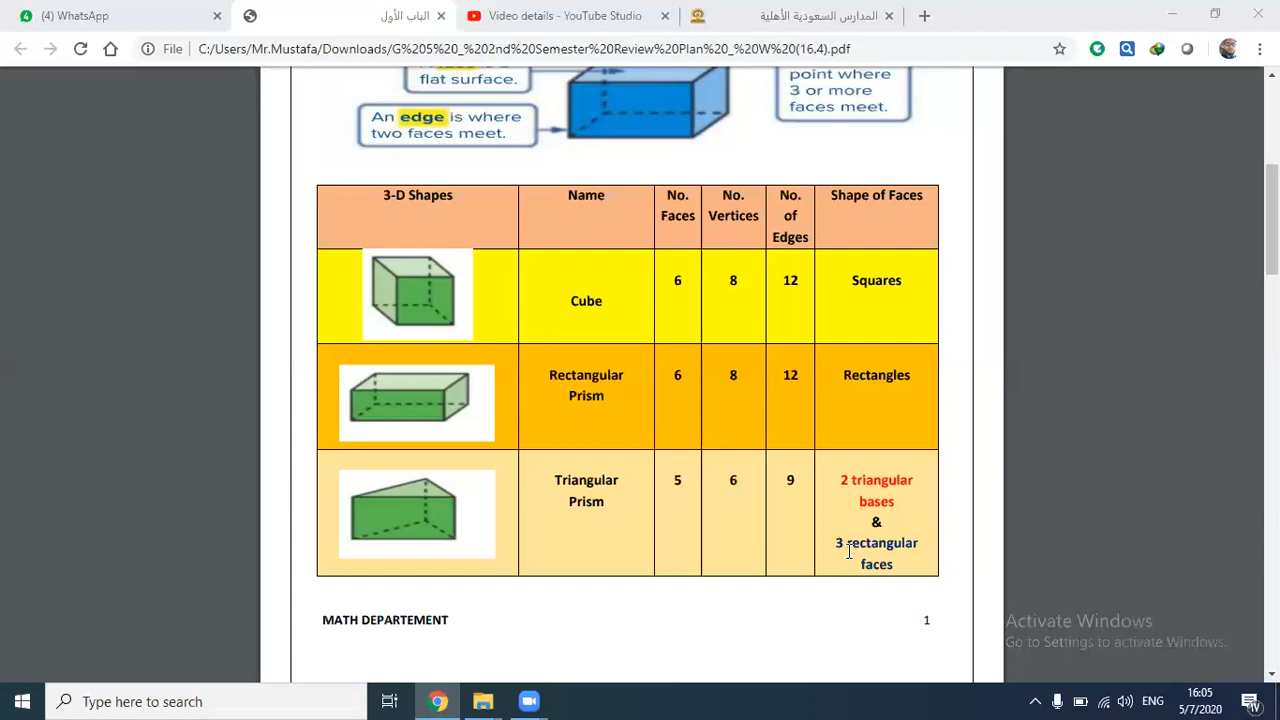 (4) WhatsApp
الباب الأول
Video details - YouTube Studio
المدارس السعودية الأهلية
File
C:/Users/Mr.Mustafa/Downloads/G%205%20_%202nd%20Semester%20Review%20Plan%20_%20W%20(16.4).pdf
flat surface.
An edge is where
two faces meet.
point where
3 or more
faces meet.
3-D Shapes
Name
No.
Faces
No.
Vertices
No.
of
Edges
Shape of Faces
Cube
6
8
12
Squares
Rectangular
Prism
6
8
12
Rectangles
Triangular
Prism
5
6
9
2 triangular
bases
&
3 rectangular
faces
MATH DEPARTEMENT
1
Activate Windows
Go to Settings to activate Windows.
Type here to search
ENG
16:05
5/7/2020